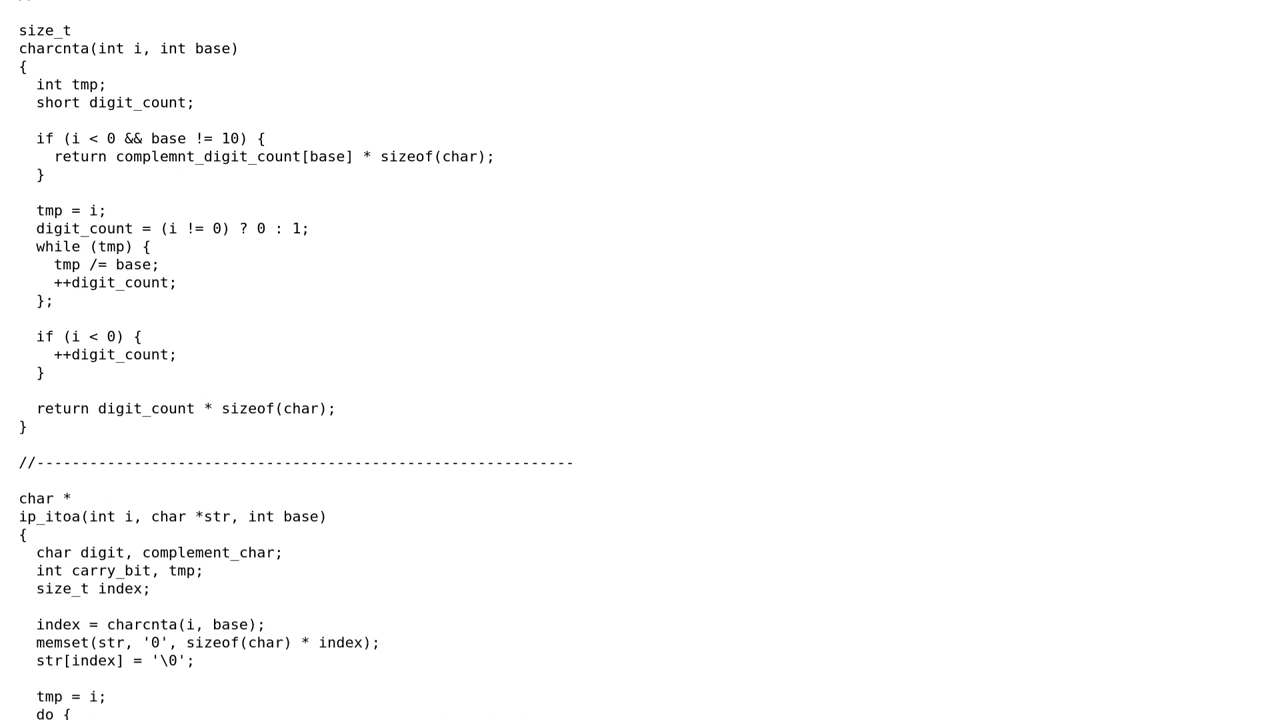 size_t
charcnta(int i, int base)
{
  int tmp;
  short digit_count;

  if (i < 0 && base != 10) {
    return complemnt_digit_count[base] * sizeof(char);
  }

  tmp = i;
  digit_count = (i != 0) ? 0 : 1;
  while (tmp) {
    tmp /= base;
    ++digit_count;
  };

  if (i < 0) {
    ++digit_count;
  }

  return digit_count * sizeof(char);
}

//-------------------------------------------------------------

char *
ip_itoa(int i, char *str, int base)
{
  char digit, complement_char;
  int carry_bit, tmp;
  size_t index;

  index = charcnta(i, base);
  memset(str, '0', sizeof(char) * index);
  str[index] = '\0';

  tmp = i;
  do {